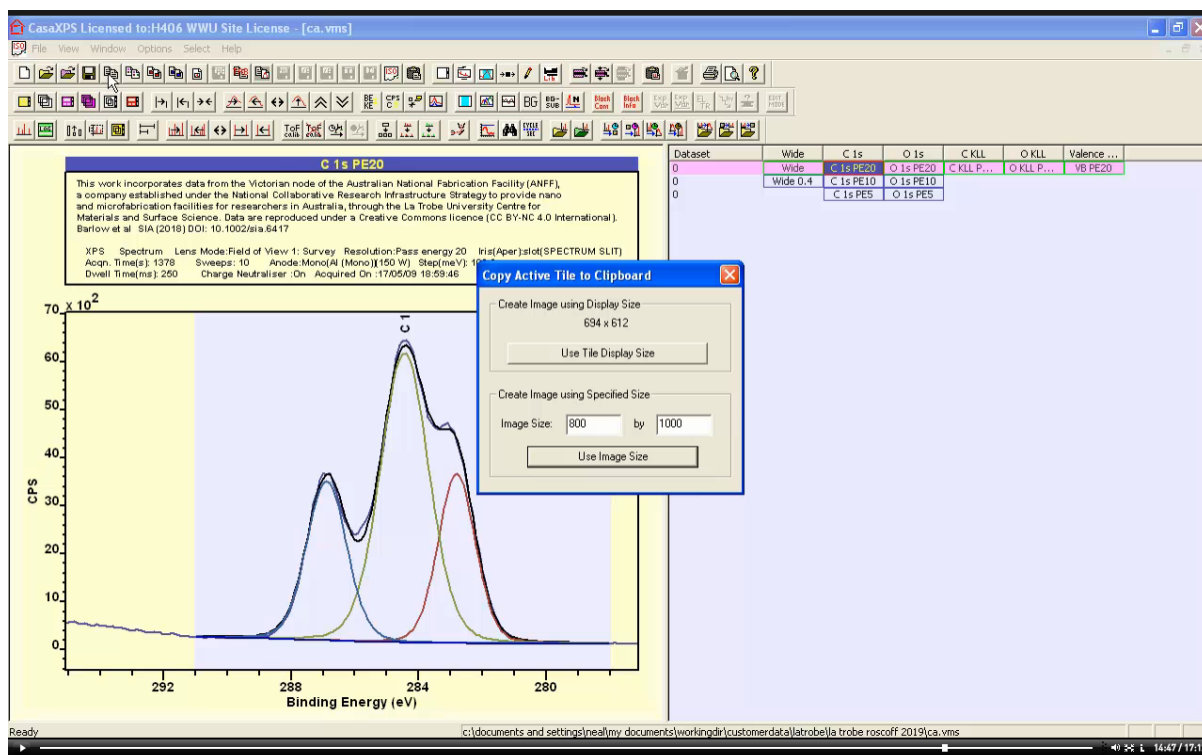 CasaXPS Licensed to:H406 WWU Site License - [ca.vms]
File View Window Options Select Help
C 1s PE20
This work incorporates data from the Victorian node of the Australian National Fabrication Facility (ANFF),
a company established under the National Collaborative Research Infrastructure Strategy to provide nano
and microfabrication facilities for researchers in Australia, through the La Trobe University Centre for
Materials and Surface Science. Data are reproduced under a Creative Commons licence (CC BY-NC 4.0 International).
Barlow et al SIA (2018) DOI: 10.1002/sia.6417
XPS Spectrum Lens Mode:Field of View 1: Survey Resolution:Pass energy 20 Iris(Aper):slot(SPECTRUM SLIT)
Acqn. Time(s): 1378 Sweeps: 10 Anode:Mono(Al (Mono))(150 W) Step(meV):
Dwell Time(ms): 250 Charge Neutraliser :On Acquired On :17/05/09 18:59:46
x 10 2
70
60
50
40
30
20
10
0
CPS
C 1
292 288 284 280
Binding Energy (eV)
Copy Active Tile to Clipboard
Create Image using Display Size
694 x 612
Use Tile Display Size
Create Image using Specified Size
Image Size: 800 by 1000
Use Image Size
Dataset Wide C 1s O 1s C KLL O KLL Valence ...
0 Wide C 1s PE20 O 1s PE20 C KLL P... O KLL P... VB PE20
0 Wide 0.4 C 1s PE10 O 1s PE10
0 C 1s PE5 O 1s PE5
Ready
c:\documents and settings\neal\my documents\workingdir\customerdata\latrobe\la trobe roscoff 2019\ca.vms
14:47